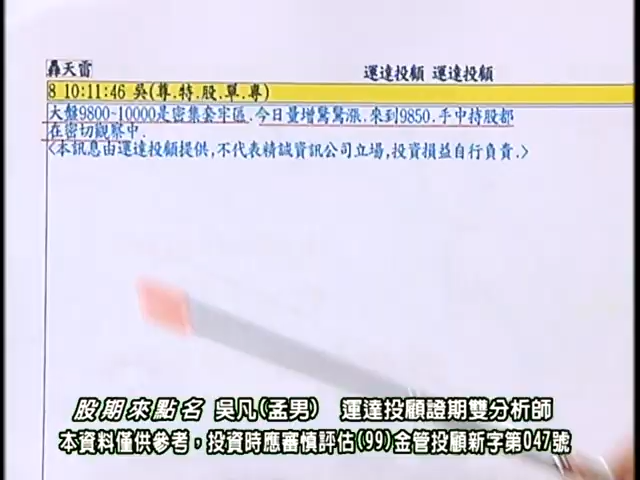 轟天雷 運達投顧 運達投顧
8 10:11:46 吳(尊.特.股.單.專)
大盤9800-10000是密集套牢區.今日量增驚驚漲.來到9850.手中持股都
在密切觀察中.
<本訊息由運達投顧提供,不代表精誠資訊公司立場,投資損益自行負責.>
股期來點名 吳凡(孟男) 運達投顧證期雙分析師
本資料僅供參考，投資時應審慎評估(99)金管投顧新字第047號